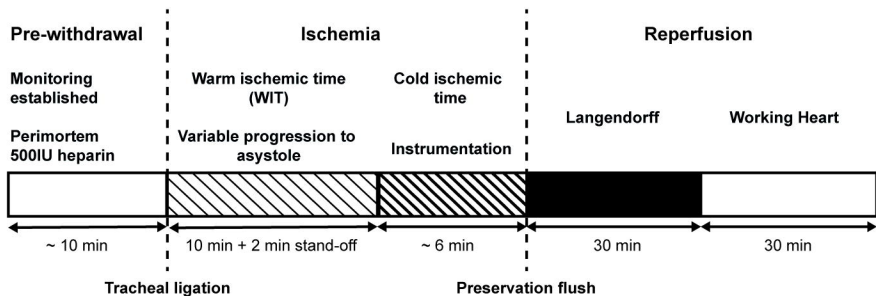 Pre-withdrawal
Ischemia
Reperfusion
Monitoring
established
Warm ischemic time
(WIT)
Cold ischemic
time
Langendorff
Working Heart
Perimortem
500IU heparin
Variable progression to
asystole
Instrumentation
~ 10 min
10 min + 2 min stand-off
~ 6 min
30 min
30 min
Tracheal ligation
Preservation flush